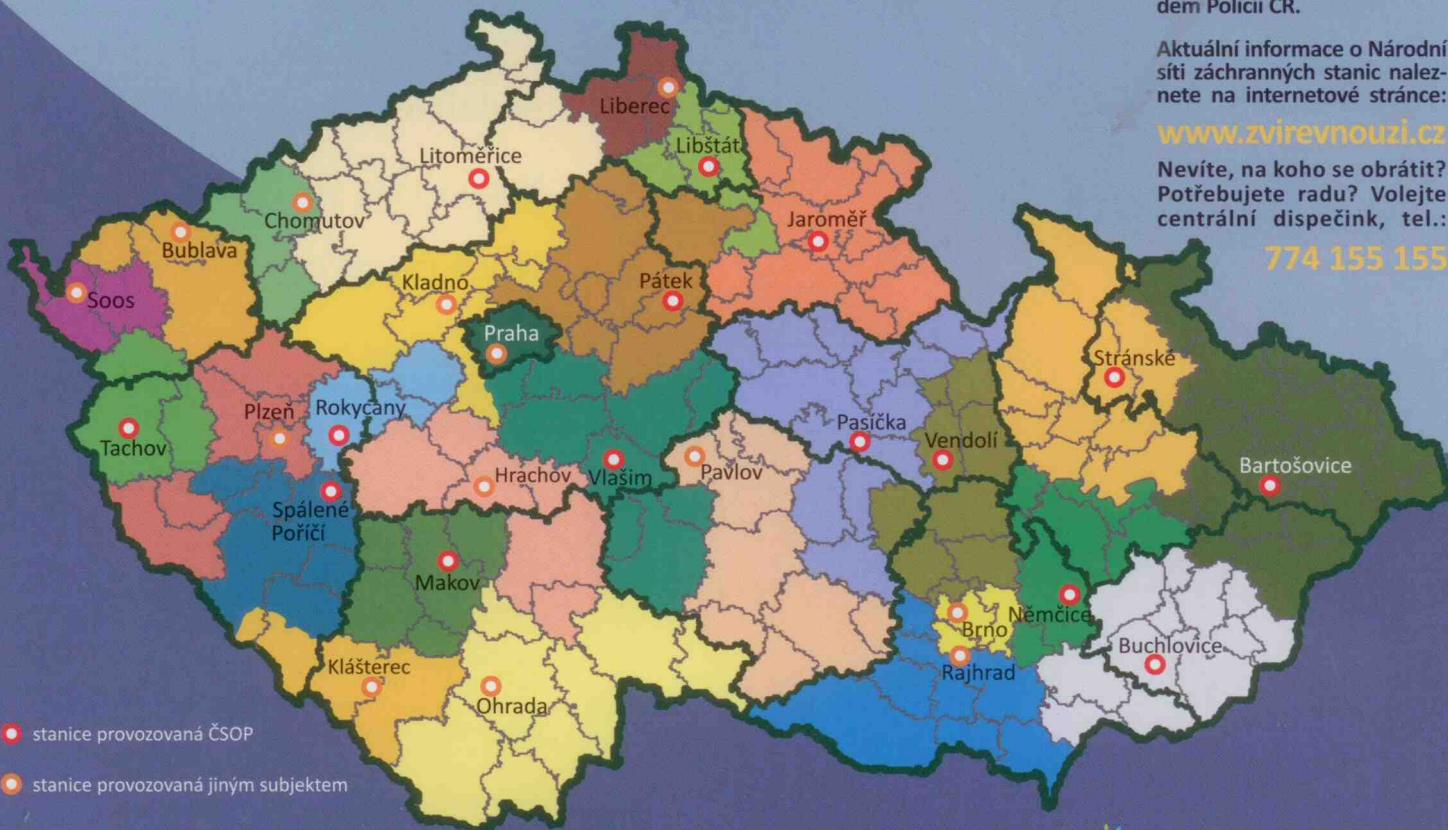 dem Policií ČR.
Aktuální informace o Národní
síti záchranných stanic nalez-
nete na internetové stránce:
www.zvirevnouzi.cz
Nevíte, na koho se obrátit?
Potřebujete radu? Volejte
centrální dispečink, tel.:
774 155 155
Liberec
Libštát
Litoměřice
Chomutov
Jaroměř
Bublava
Soos
Kladno
Pátek
Praha
Stránské
Plzeň
Rokycany
Tachov
Pasíčka
Vendolí
Hrachov
Vlašim
Pavlov
Bartošovice
Spálené
Poříčí
Makov
Němčice
Brno
Buchlovice
Klášterec
Rajhrad
Ohrada
stanice provozovaná ČSOP
stanice provozovaná jiným subjektem